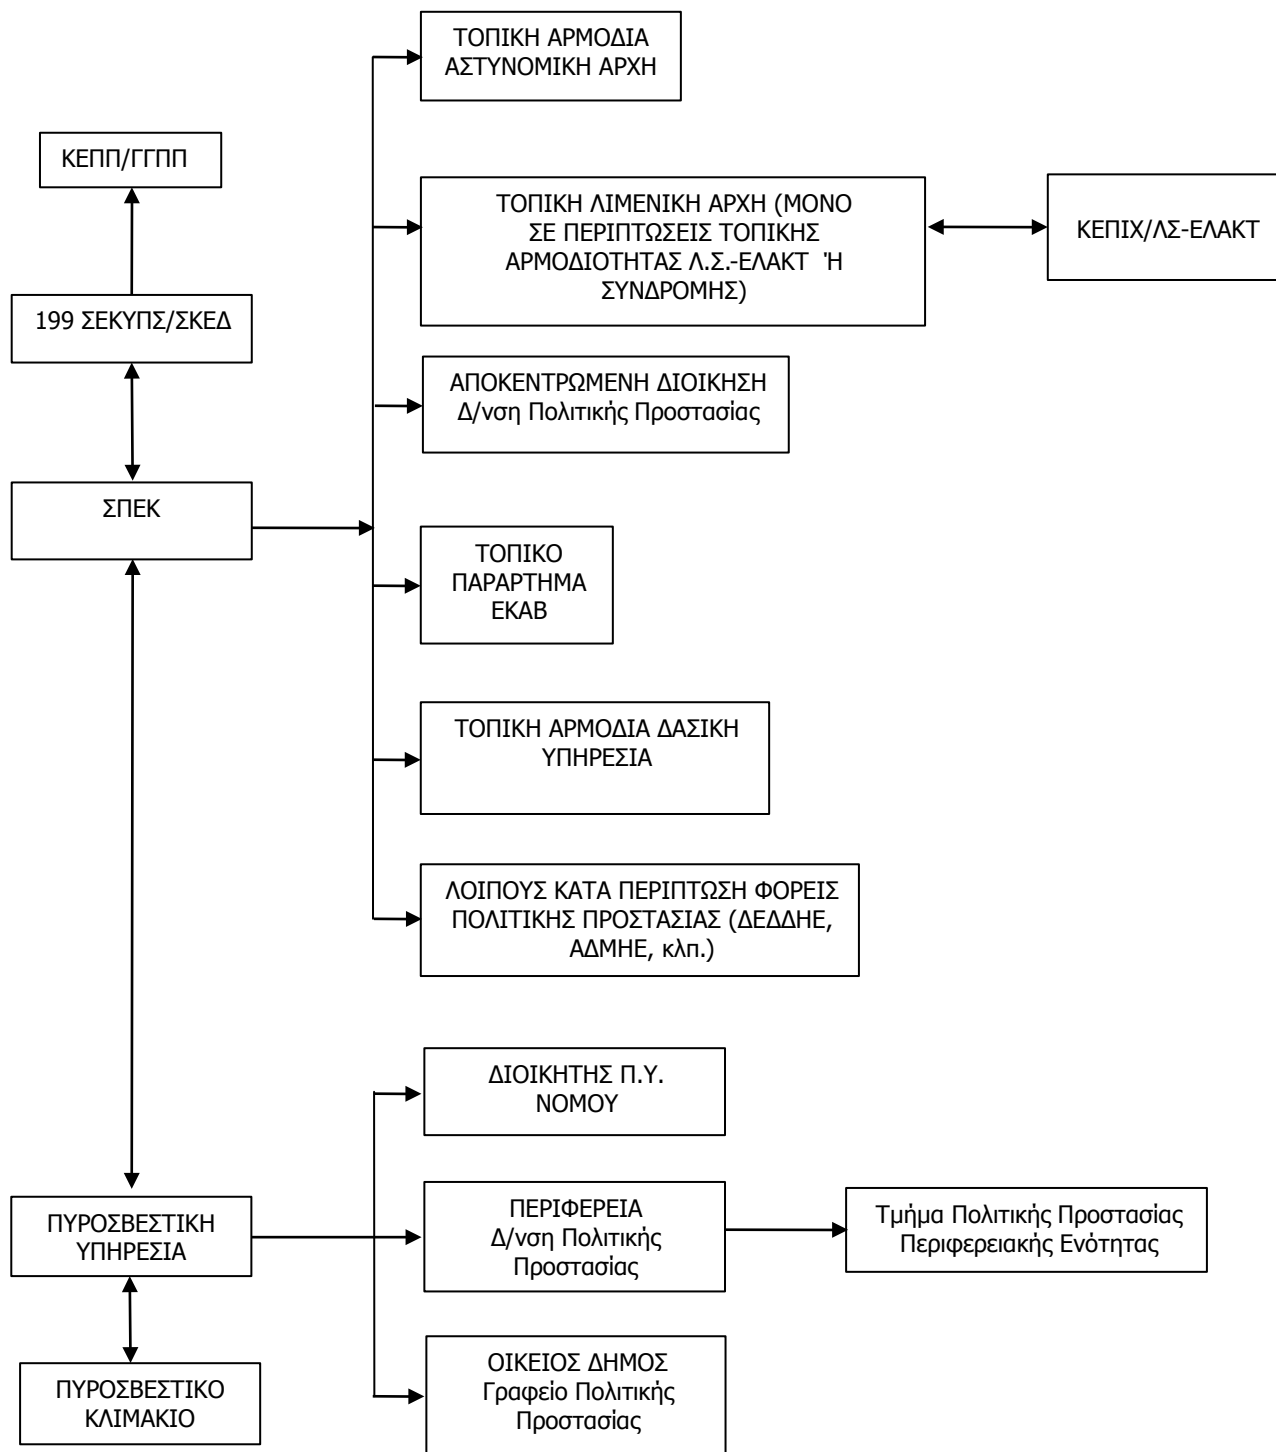 ΤΟΠΙΚΗ ΑΡΜΟΔΙΑ
ΑΣΤΥΝΟΜΙΚΗ ΑΡΧΗ
ΚΕΠΠ/ΓΓΠΠ
ΤΟΠΙΚΗ ΛΙΜΕΝΙΚΗ ΑΡΧΗ (ΜΟΝΟ
ΣΕ ΠΕΡΙΠΤΩΣΕΙΣ ΤΟΠΙΚΗΣ
ΑΡΜΟΔΙΟΤΗΤΑΣ Λ.Σ.-ΕΛΑΚΤ 'Η
ΣΥΝΔΡΟΜΗΣ)
ΚΕΠΙΧ/ΛΣ-ΕΛΑΚΤ
199 ΣΕΚΥΠΣ/ΣΚΕΔ
ΑΠΟΚΕΝΤΡΩΜΕΝΗ ΔΙΟΙΚΗΣΗ
Δ/νση Πολιτικής Προστασίας
ΣΠΕΚ
ΤΟΠΙΚΟ
ΠΑΡΑΡΤΗΜΑ
ΕΚΑΒ
ΤΟΠΙΚΗ ΑΡΜΟΔΙΑ ΔΑΣΙΚΗ
ΥΠΗΡΕΣΙΑ
ΛΟΙΠΟΥΣ ΚΑΤΑ ΠΕΡΙΠΤΩΣΗ ΦΟΡΕΙΣ
ΠΟΛΙΤΙΚΗΣ ΠΡΟΣΤΑΣΙΑΣ (ΔΕΔΔΗΕ,
ΑΔΜΗΕ, κλπ.)
ΔΙΟΙΚΗΤΗΣ Π.Υ.
ΝΟΜΟΥ
ΠΥΡΟΣΒΕΣΤΙΚΗ
ΥΠΗΡΕΣΙΑ
ΠΕΡΙΦΕΡΕΙΑ
Δ/νση Πολιτικής
Προστασίας
Τμήμα Πολιτικής Προστασίας
Περιφερειακής Ενότητας
ΠΥΡΟΣΒΕΣΤΙΚΟ
ΚΛΙΜΑΚΙΟ
ΟΙΚΕΙΟΣ ΔΗΜΟΣ
Γραφείο Πολιτικής
Προστασίας